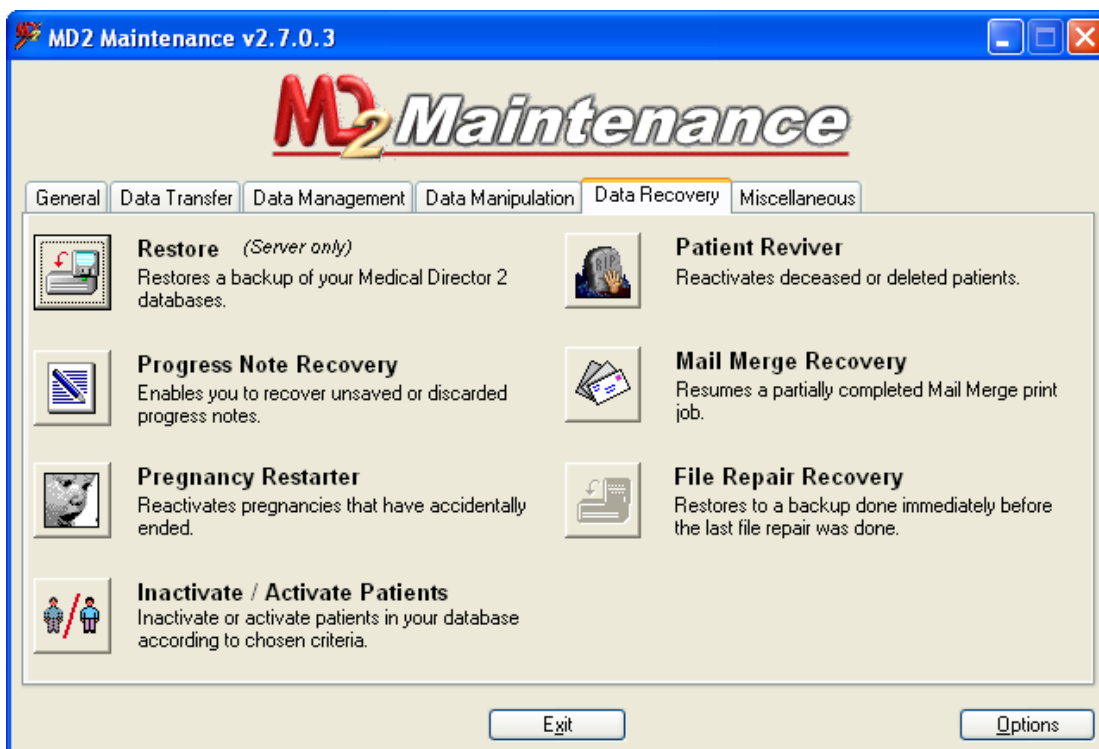 MD2 Maintenance v2.7.0.3
MD2 Maintenance
General Data Transfer Data Management Data Manipulation Data Recovery Miscellaneous
Restore (Server only)
Restores a backup of your Medical Director 2
databases.
Progress Note Recovery
Enables you to recover unsaved or discarded
progress notes.
Pregnancy Restarter
Reactivates pregnancies that have accidentally
ended.
Inactivate / Activate Patients
Inactivate or activate patients in your database
according to chosen criteria.
RIP
Patient Reviver
Reactivates deceased or deleted patients.
Mail Merge Recovery
Resumes a partially completed Mail Merge print
job.
File Repair Recovery
Restores to a backup done immediately before
the last file repair was done.
Exit
Options